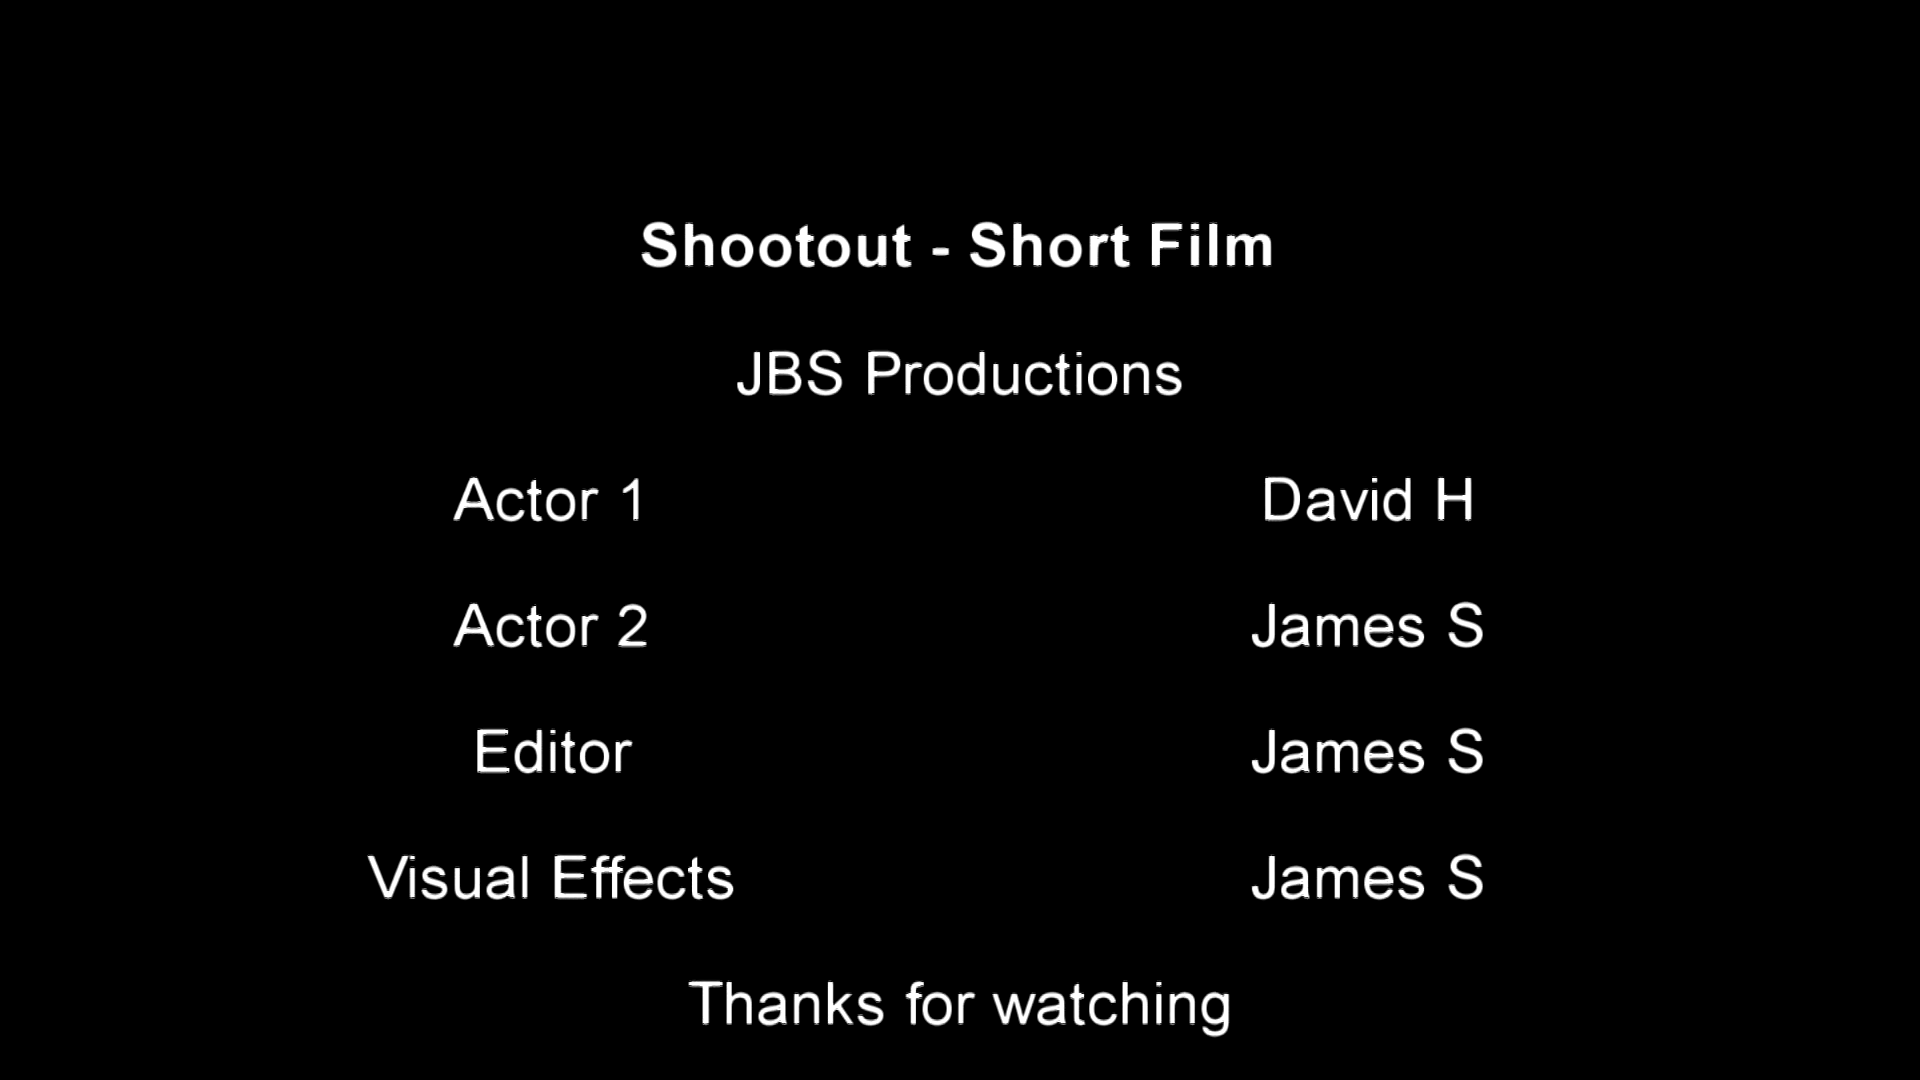 Shootout - Short Film
JBS Productions
Actor 1 David H
Actor 2 James S
Editor James S
Visual Effects James S
Thanks for watching